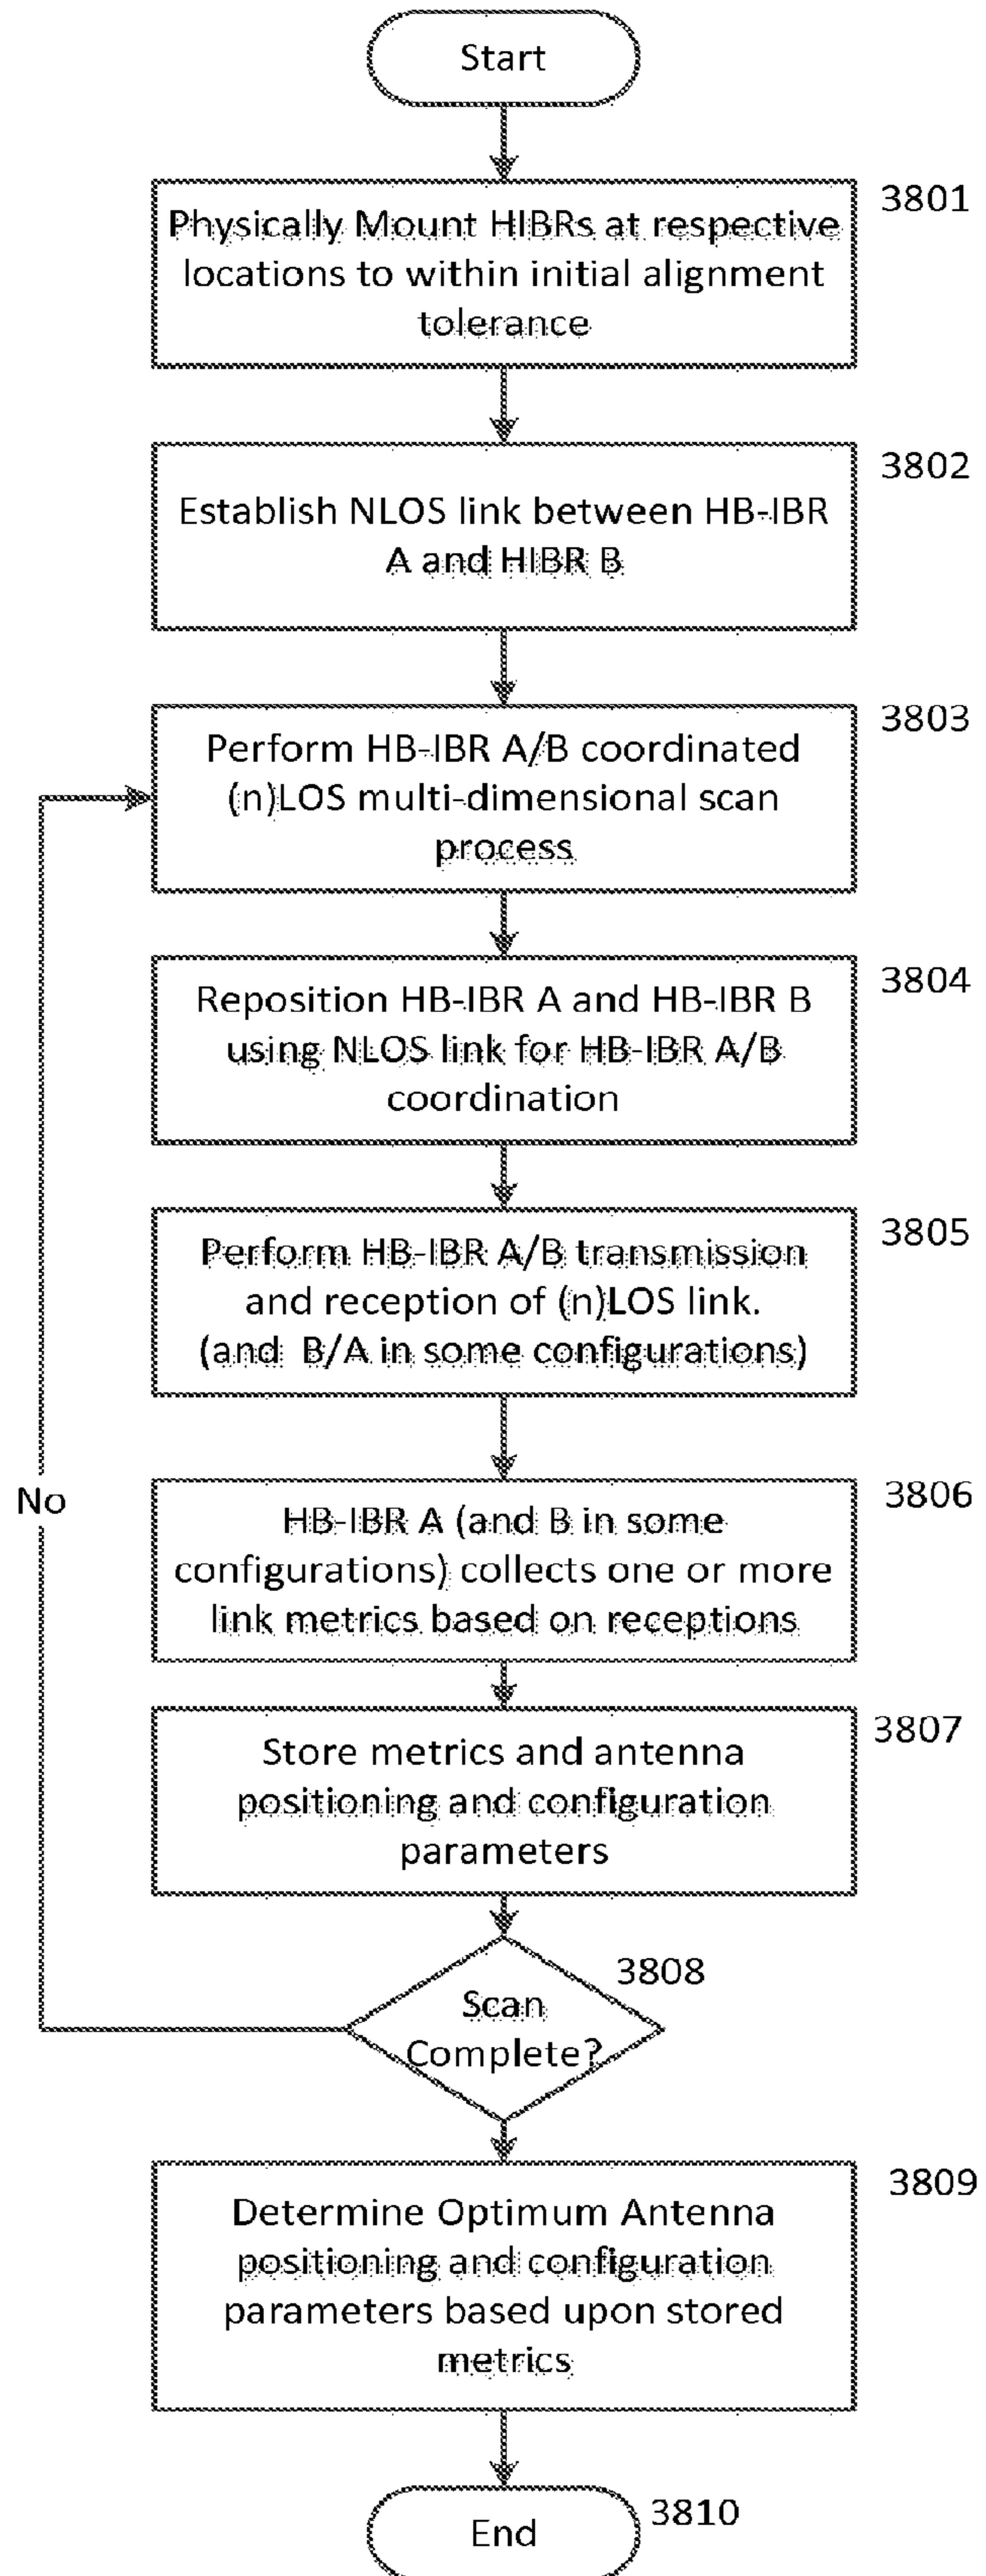 Start
3801
Physically Mount HIBRs at respective
locations to within initial alignment
tolerance
3802
Establish NLOS link between HB-IBR
A and HIBR B
3803
Perform HB-IBR A/B coordinated
(n)LOS multi-dimensional scan
process
3804
Reposition HB-IBR A and HB-IBR B
using NLOS link for HB-IBR A/B
coordination
3805
Perform HB-IBR A/B transmission
and reception of (n)LOS link.
(and B/A in some configurations)
No
3806
HB-IBR A (and B in some
configurations) collects one or more
link metrics based on receptions
3807
Store metrics and antenna
positioning and configuration
parameters
3808
Scan
Complete?
3809
Determine Optimum Antenna
positioning and configuration
parameters based upon stored
metrics
3810
End